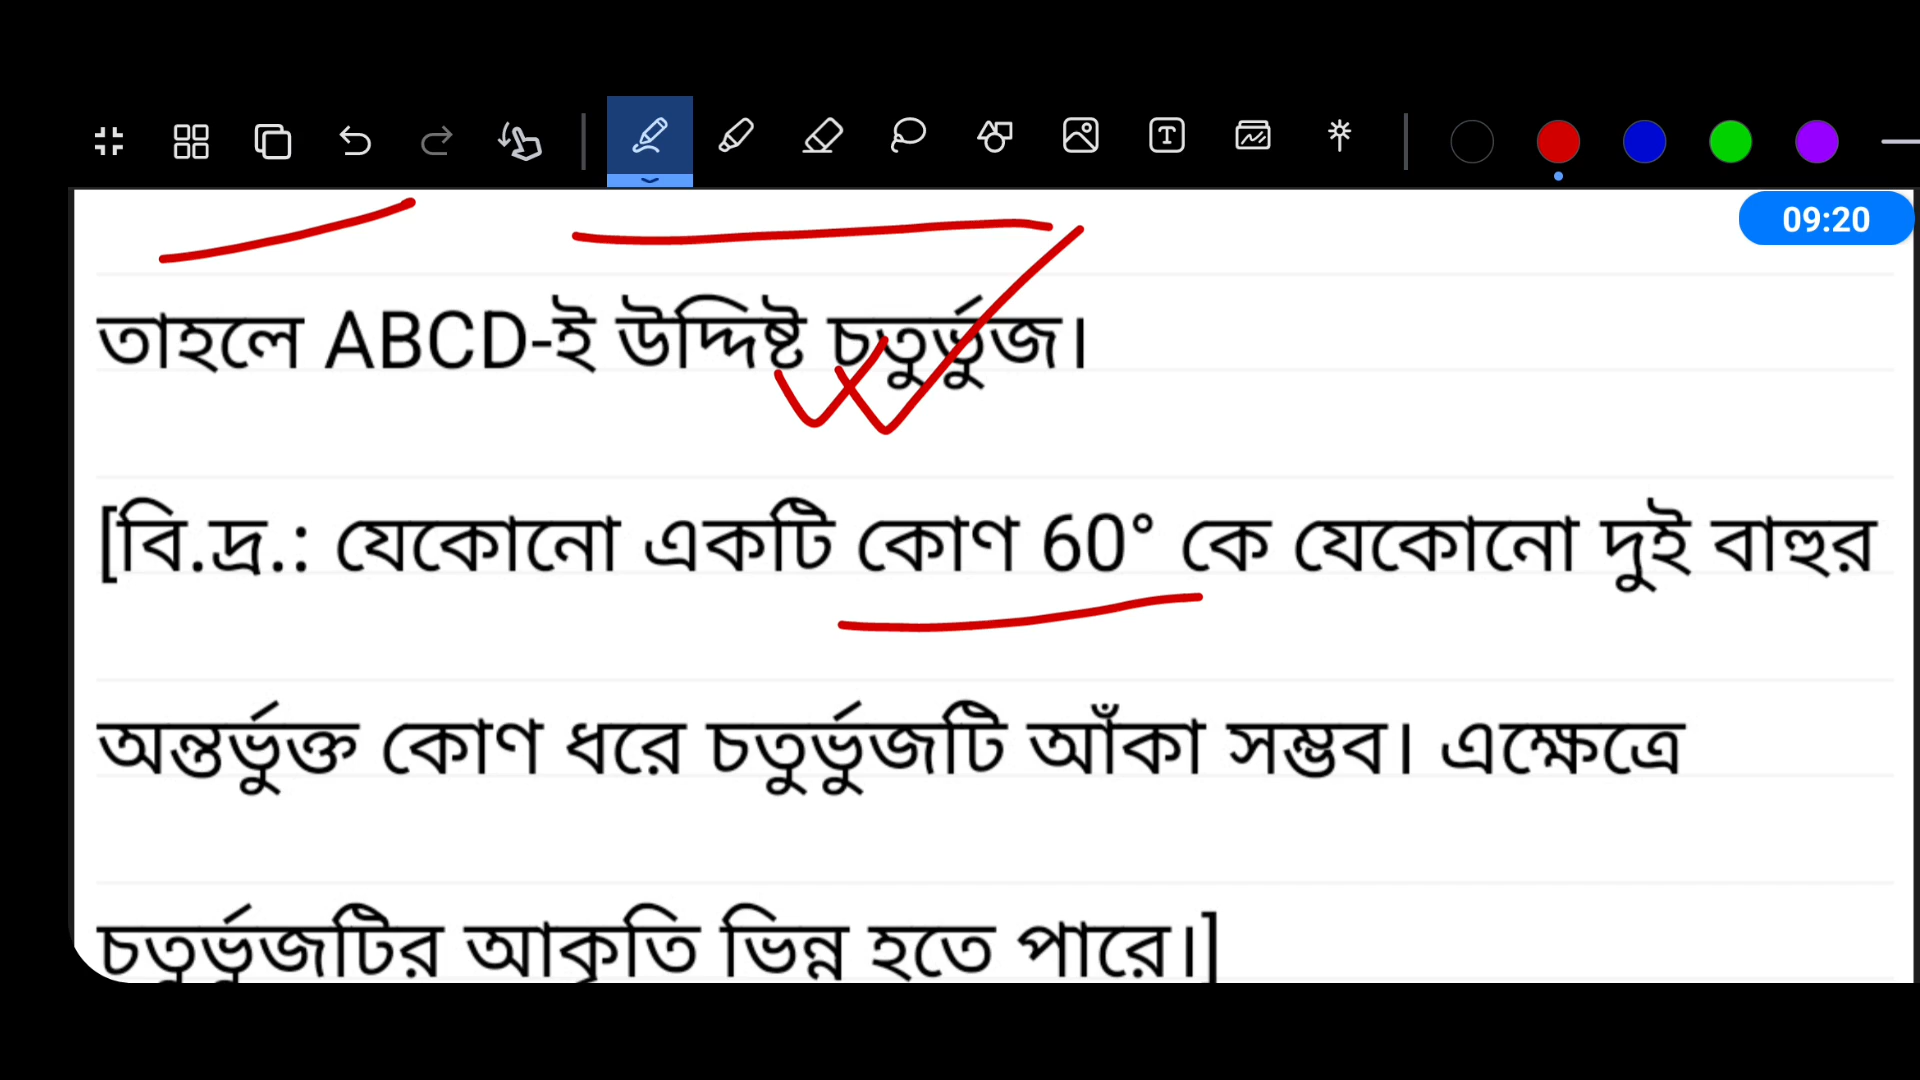 09:20
তাহলে ABCD-ই উদ্দিষ্ট চতুর্ভুজ।
[বি.দ্র.: যেকোনো একটি কোণ 60° কে যেকোনো দুই বাহুর
অন্তর্ভুক্ত কোণ ধরে চতুর্ভুজটি আঁকা সম্ভব। এক্ষেত্রে
চতুর্ভুজটির আকৃতি ভিন্ন হতে পারে।]